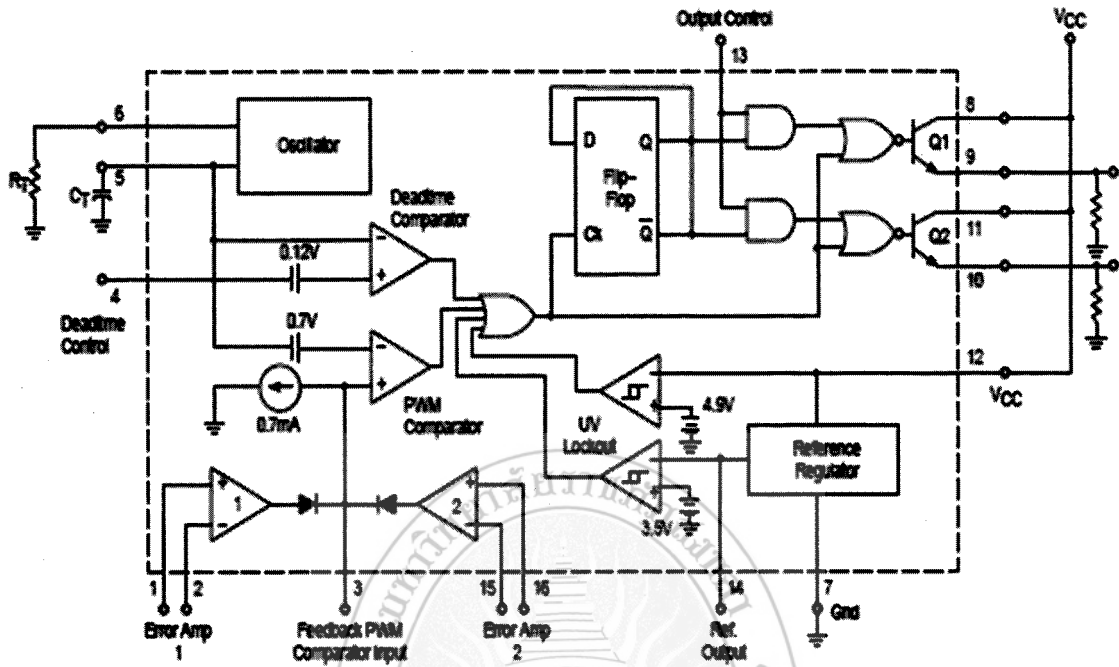 Output Control
VCC
13
6
Oscillator
8
D
Q
Q1
5
RT
CT
9
Flip-
Flop
Deadtime
Comparator
11
Ck
Q
Q2
0.12V
−
+
10
4
Deadtime
Control
0.7V
−
+
12
VCC
4.9V
0.7mA
PWM
Comparator
UV
Lockout
Reference
Regulator
+
1
−
+
2
−
3.5V
1
2
3
15
16
14
7
Gnd
Error Amp
1
Feedback PWM
Comparator Input
Error Amp
2
Ref.
Output